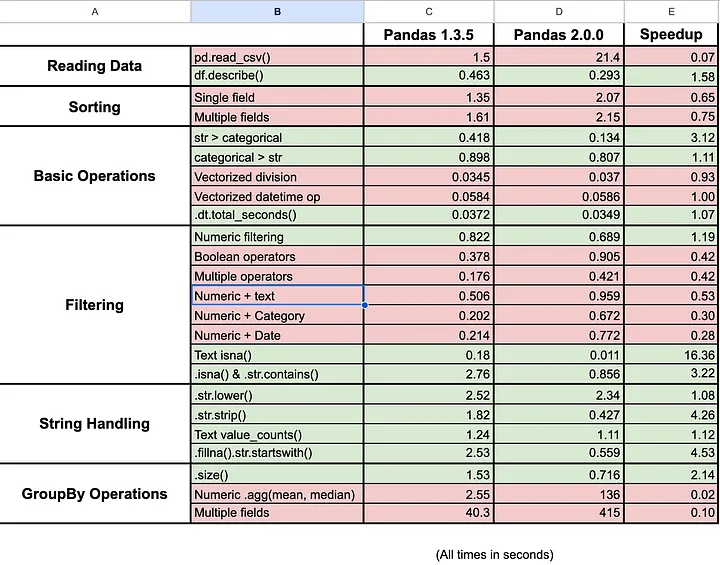 A B C D E
Pandas 1.3.5 Pandas 2.0.0 Speedup
Reading Data
pd.read_csv() 1.5 21.4 0.07
df.describe() 0.463 0.293 1.58
Sorting
Single field 1.35 2.07 0.65
Multiple fields 1.61 2.15 0.75
Basic Operations
str > categorical 0.418 0.134 3.12
categorical > str 0.898 0.807 1.11
Vectorized division 0.0345 0.037 0.93
Vectorized datetime op 0.0584 0.0586 1.00
.dt.total_seconds() 0.0372 0.0349 1.07
Filtering
Numeric filtering 0.822 0.689 1.19
Boolean operators 0.378 0.905 0.42
Multiple operators 0.176 0.421 0.42
Numeric + text 0.506 0.959 0.53
Numeric + Category 0.202 0.672 0.30
Numeric + Date 0.214 0.772 0.28
Text isna() 0.18 0.011 16.36
.isna() & .str.contains() 2.76 0.856 3.22
String Handling
.str.lower() 2.52 2.34 1.08
.str.strip() 1.82 0.427 4.26
Text value_counts() 1.24 1.11 1.12
.fillna().str.startswith() 2.53 0.559 4.53
GroupBy Operations
.size() 1.53 0.716 2.14
Numeric .agg(mean, median) 2.55 136 0.02
Multiple fields 40.3 415 0.10
(All times in seconds)